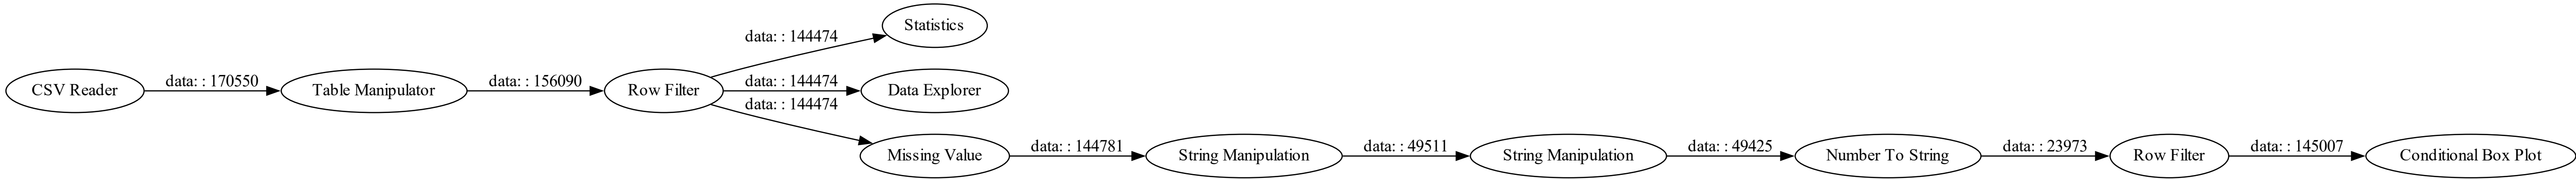 CSV Reader
data: : 170550
Table Manipulator
data: : 156090
Row Filter
data: : 144474
Statistics
data: : 144474
Data Explorer
data: : 144474
Missing Value
data: : 144781
String Manipulation
data: : 49511
String Manipulation
data: : 49425
Number To String
data: : 23973
Row Filter
data: : 145007
Conditional Box Plot